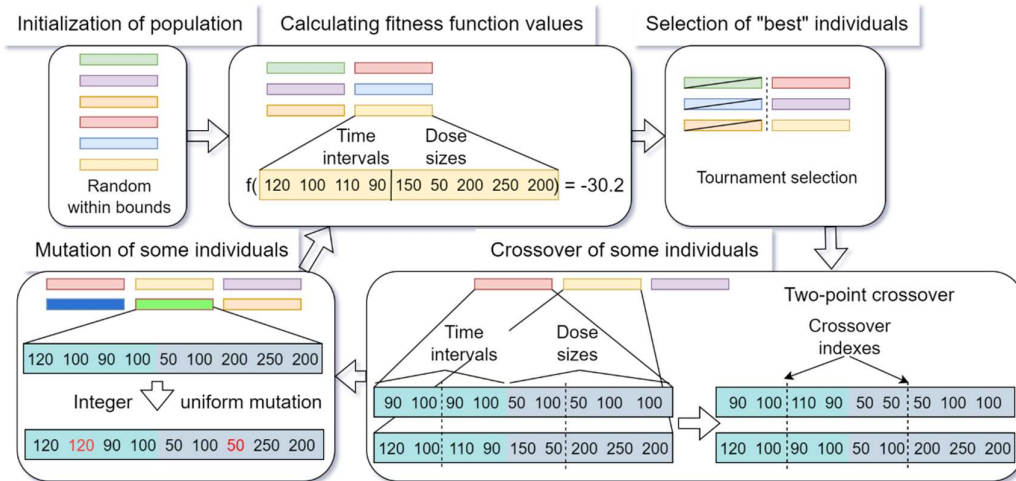 Initialization of population
Random
within bounds
Calculating fitness function values
Time
intervals
Dose
sizes
f( 120 100 110 90 150 50 200 250 200) = -30.2
Selection of "best" individuals
Tournament selection
Mutation of some individuals
120 100 90 100 50 100 200 250 200
Integer uniform mutation
120 120 90 100 50 100 50 250 200
Crossover of some individuals
Time
intervals
Dose
sizes
90 100 90 100 50 100 50 100 100
120 100 110 90 150 50 200 250 200
Two-point crossover
Crossover
indexes
90 100 110 90 50 50 50 100 100
120 100 90 100 50 100 200 250 200